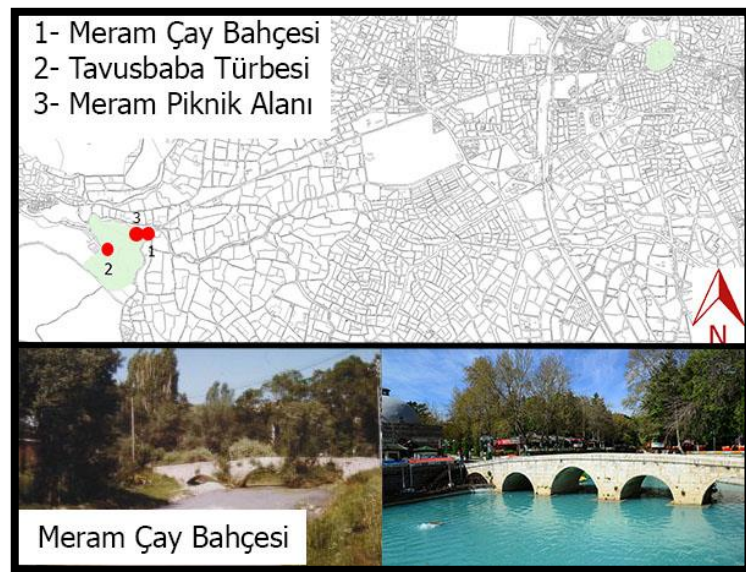 1- Meram Çay Bahçesi
2- Tavusbaba Türbesi
3- Meram Piknik Alanı
3
1
2
N
Meram Çay Bahçesi